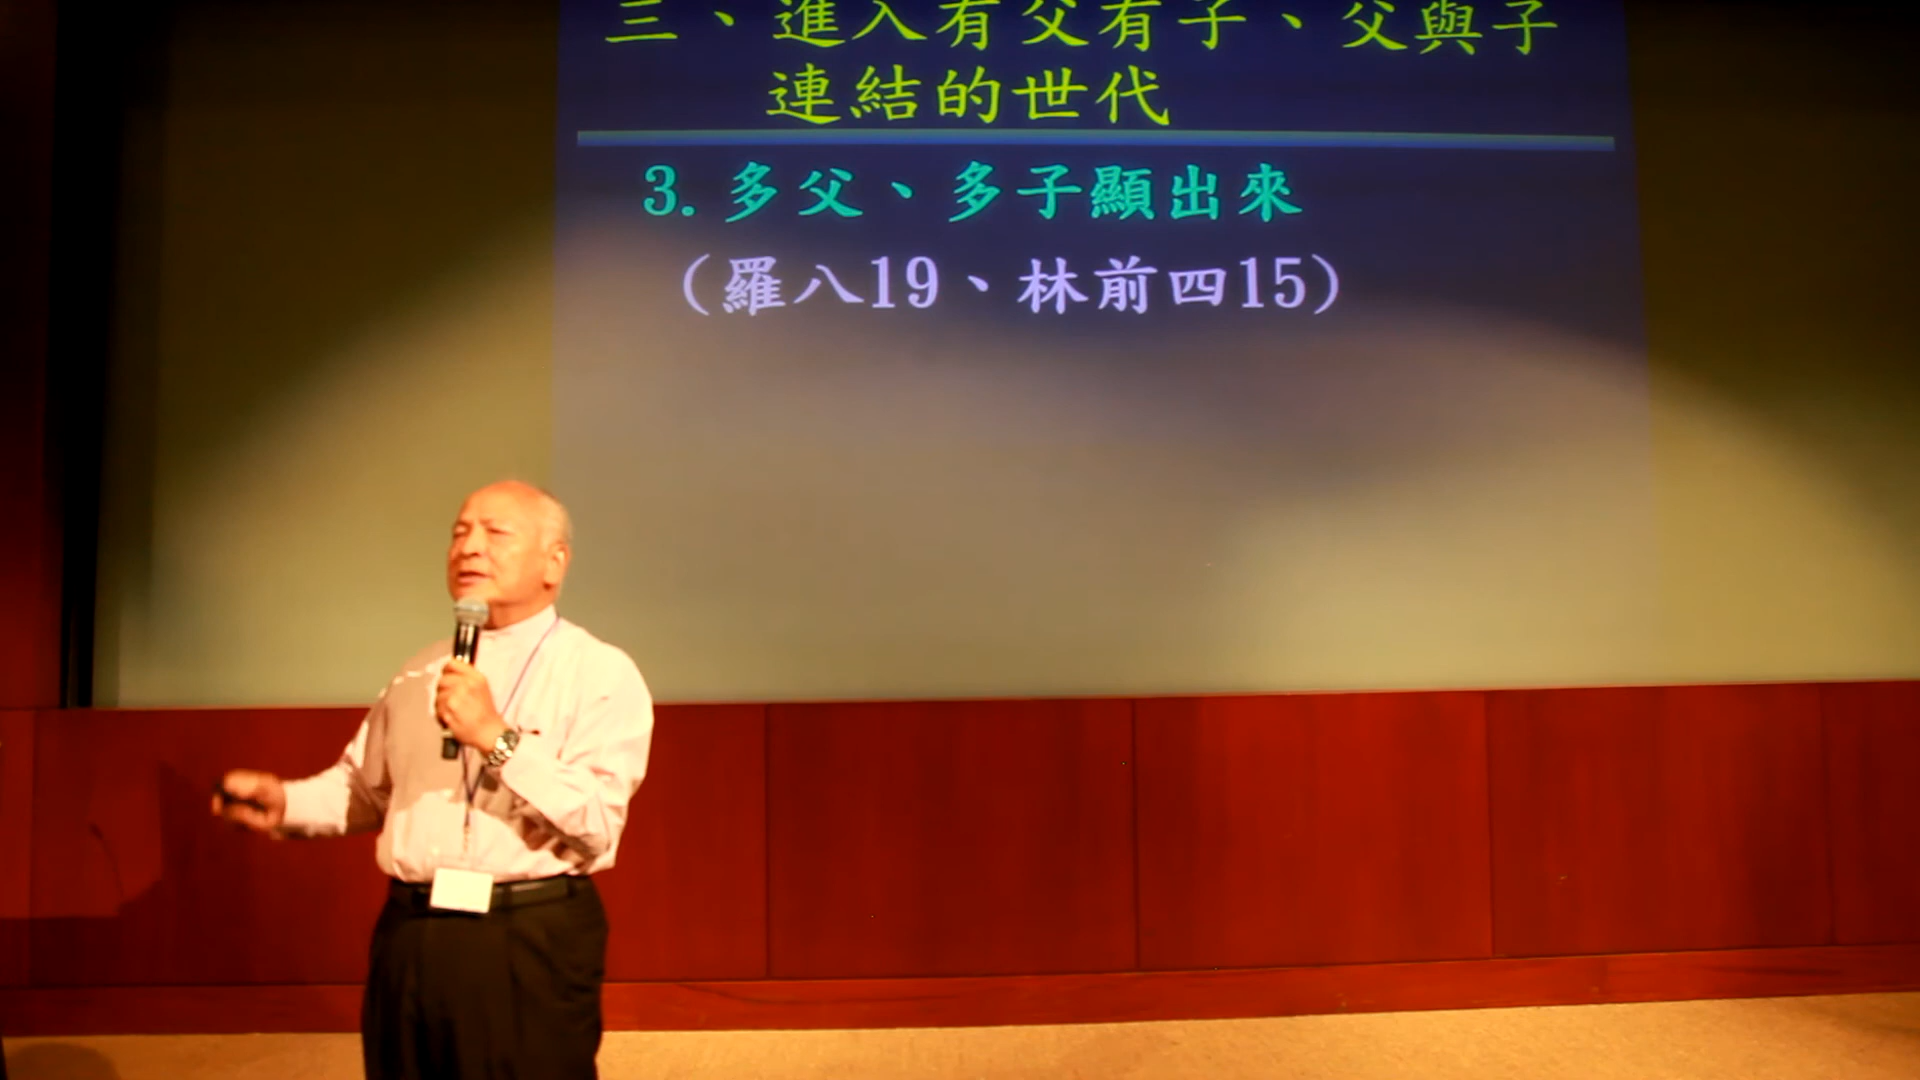 三、進入有父有子、父與子
連結的世代
3.多父、多子顯出來
(羅八19、林前四15)